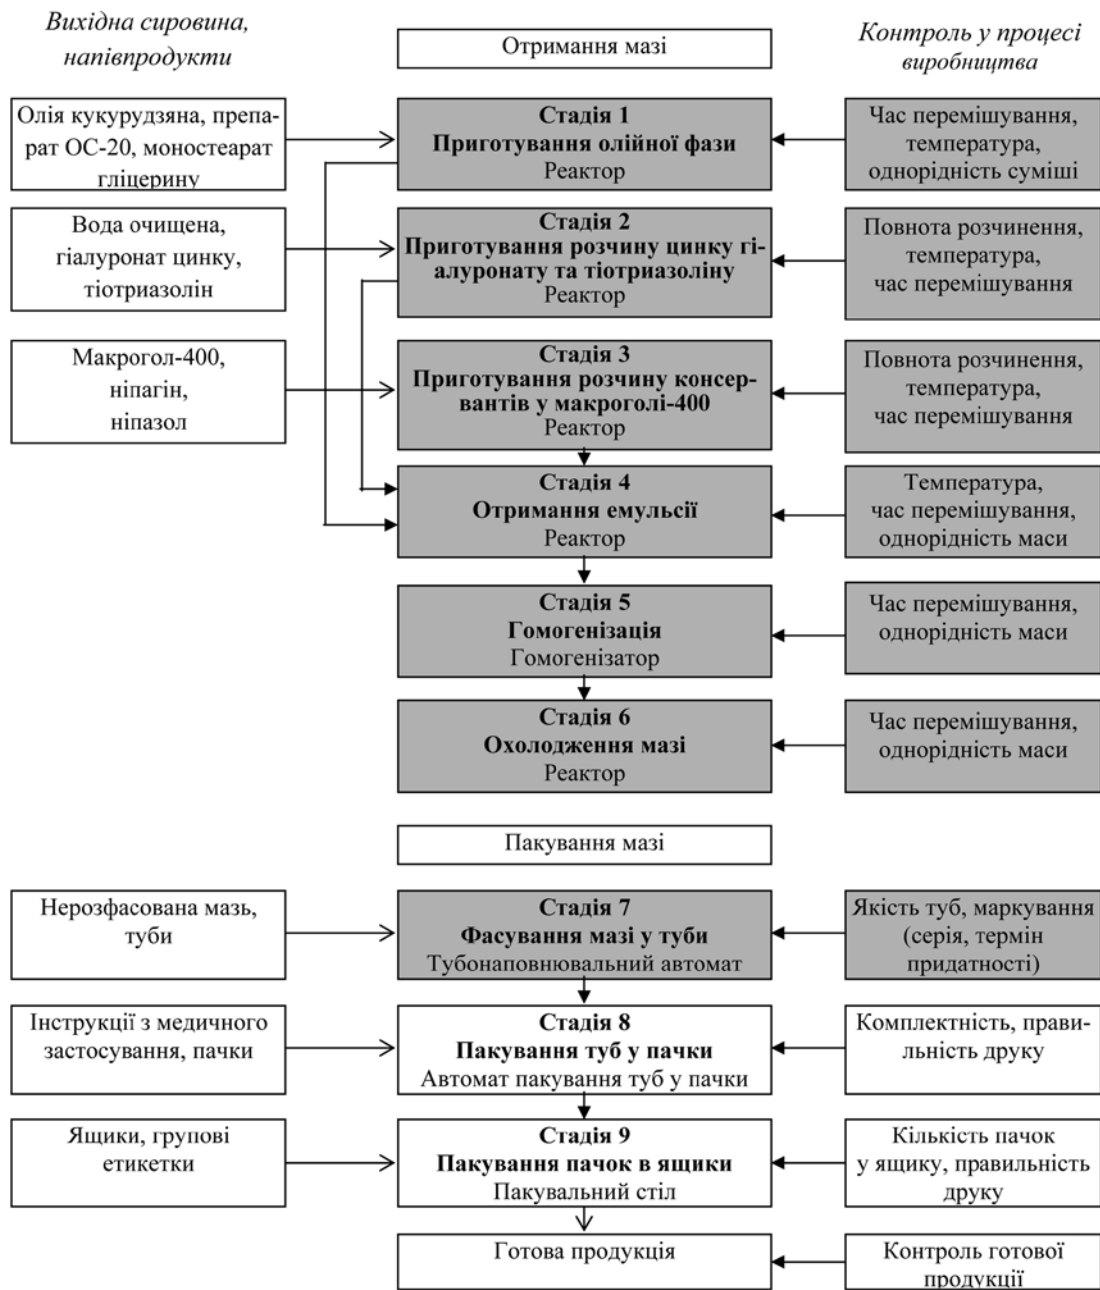 Вихідна сировина,
напівпродукти
Отримання мазі
Контроль у процесі
виробництва
Олія кукурудзяна, препа-
рат ОС-20, моностеарат
гліцерину
Стадія 1
Приготування олійної фази
Реактор
Час перемішування,
температура,
однорідність суміші
Вода очищена,
гіалуронат цинку,
тіотриазолін
Стадія 2
Приготування розчину цинку гі-
алуронату та тіотриазоліну
Реактор
Повнота розчинення,
температура,
час перемішування
Макрогол-400,
ніпагін,
ніпазол
Стадія 3
Приготування розчину консер-
вантів у макроголі-400
Реактор
Повнота розчинення,
температура,
час перемішування
Стадія 4
Отримання емульсії
Реактор
Температура,
час перемішування,
однорідність маси
Стадія 5
Гомогенізація
Гомогенізатор
Час перемішування,
однорідність маси
Стадія 6
Охолодження мазі
Реактор
Час перемішування,
однорідність маси
Пакування мазі
Нерозфасована мазь,
туби
Стадія 7
Фасування мазі у туби
Тубонаповнювальний автомат
Якість туб, маркування
(серія, термін
придатності)
Інструкції з медичного
застосування, пачки
Стадія 8
Пакування туб у пачки
Автомат пакування туб у пачки
Комплектність, прави-
льність друку
Ящики, групові
етикетки
Стадія 9
Пакування пачок в ящики
Пакувальний стіл
Кількість пачок
у ящику, правильність
друку
Готова продукція
Контроль готової
продукції